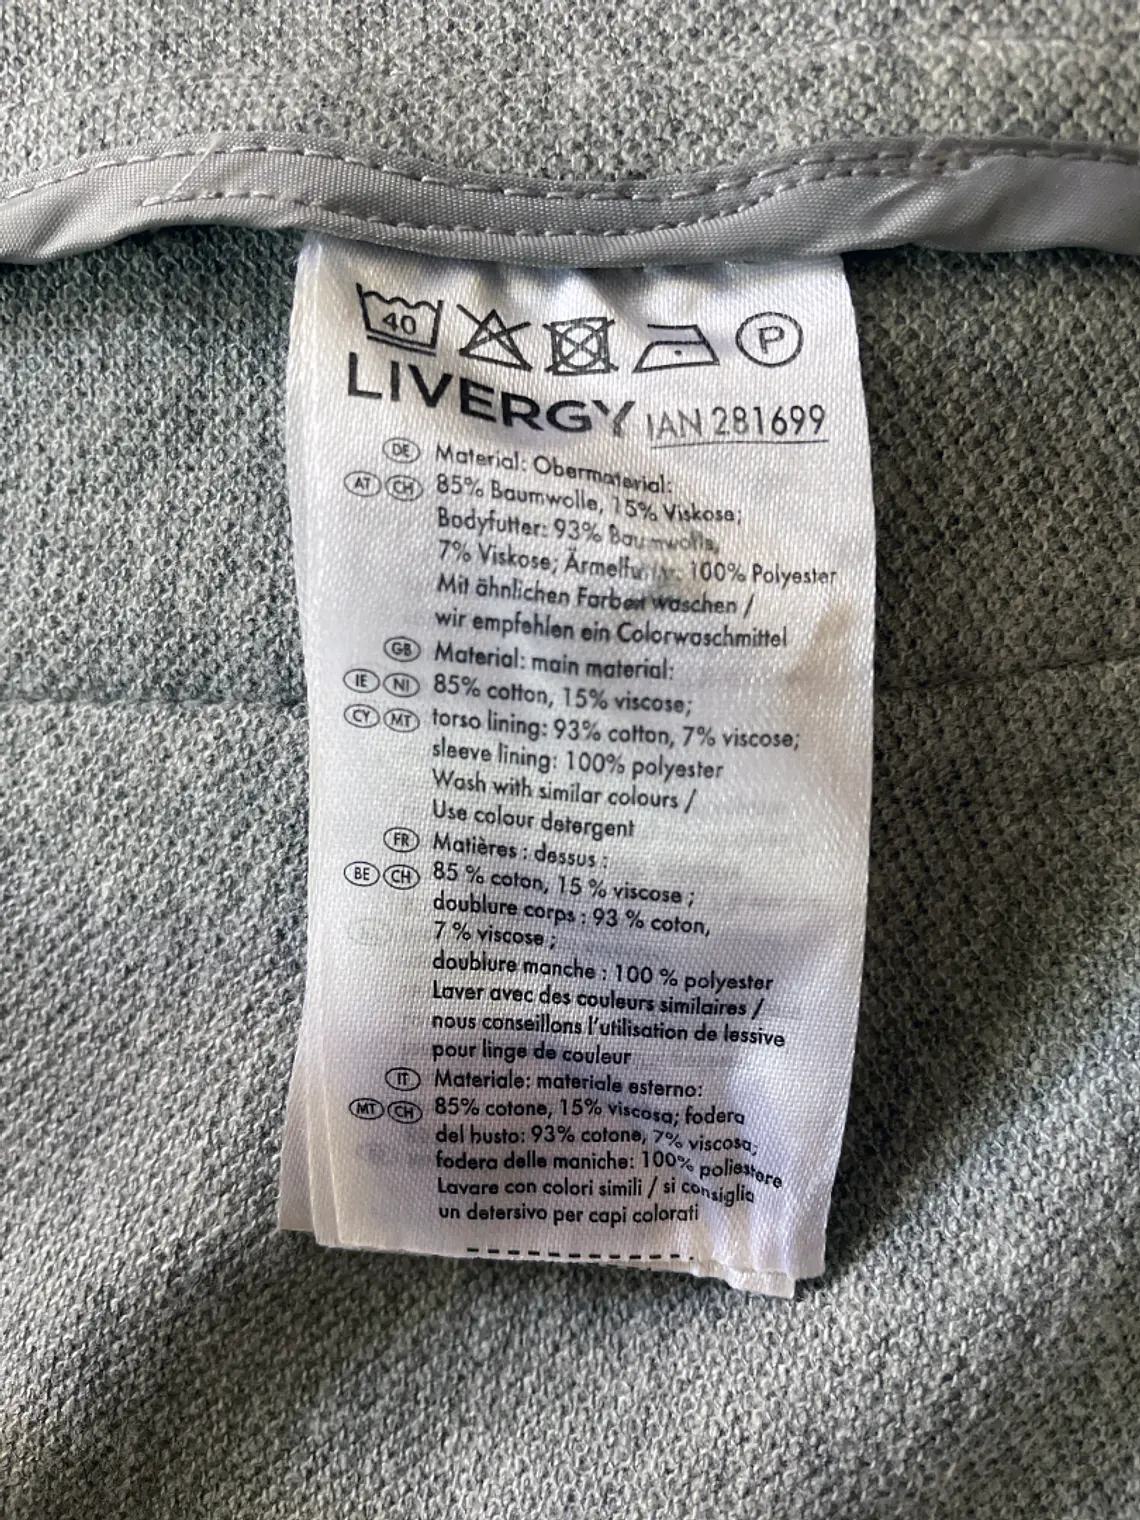 40 P
LIVERGY IAN 281699
DE Material: Obermaterial:
AT CH 85% Baumwolle, 15% Viskose;
Bodyfutter: 93% Baumwolle,
7% Viskose; 100% Polyester
Mit ähnlichen Farben waschen /
wir empfehlen ein Colorwaschmittel
GB Material: main material:
IE NI 85% cotton, 15% viscose;
CY MT torso lining: 93% cotton, 7% viscose;
sleeve lining: 100% polyester
Wash with similar colours /
Use colour detergent
FR Matières : dessus :
BE CH 85 % coton, 15 % viscose ;
doublure corps : 93 % coton,
7 % viscose ;
doublure manche : 100 % polyester
Laver avec des couleurs similaires /
nous conseillons l'utilisation de lessive
pour linge de couleur
IT Materiale: materiale esterno:
MT CH 85% cotone, 15% viscosa; fodera
del busto: 93% cotone, 7% viscosa;
fodera delle maniche: 100% poliestere
Lavare con colori simili / si consiglia
un detersivo per capi colorati